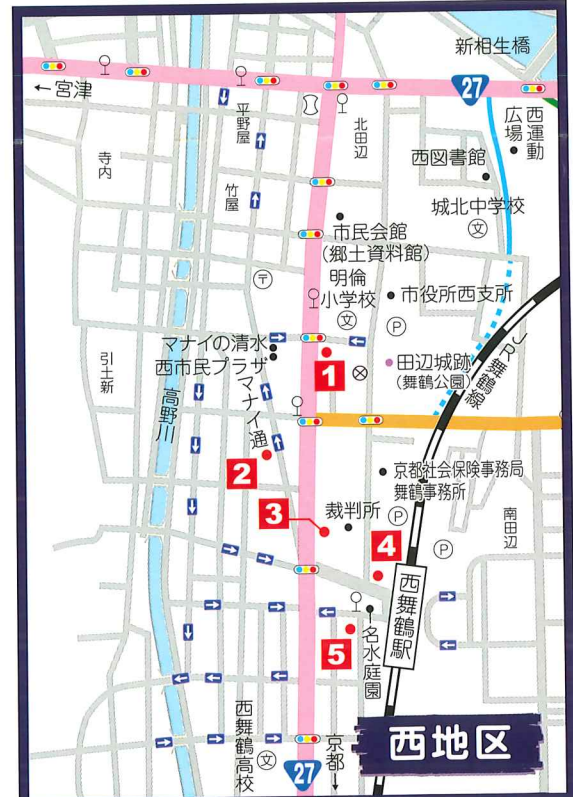 新相生橋
27
←宮津
平野屋
北田辺
西運動
広場
寺内
西図書館
竹屋
城北中学校
文
市民会館
(郷土資料館)
〒
明倫
小学校
文
市役所西支所
P
マナイの清水
西市民プラザ
1
田辺城跡
(舞鶴公園)
JR舞鶴線
引土新
高野川
マナイ通
2
京都社会保険事務局
舞鶴事務所
3
裁判所
P
南田辺
4
P
西舞鶴駅
5
名水庭園
西舞鶴高校
文
27
京都→
西地区